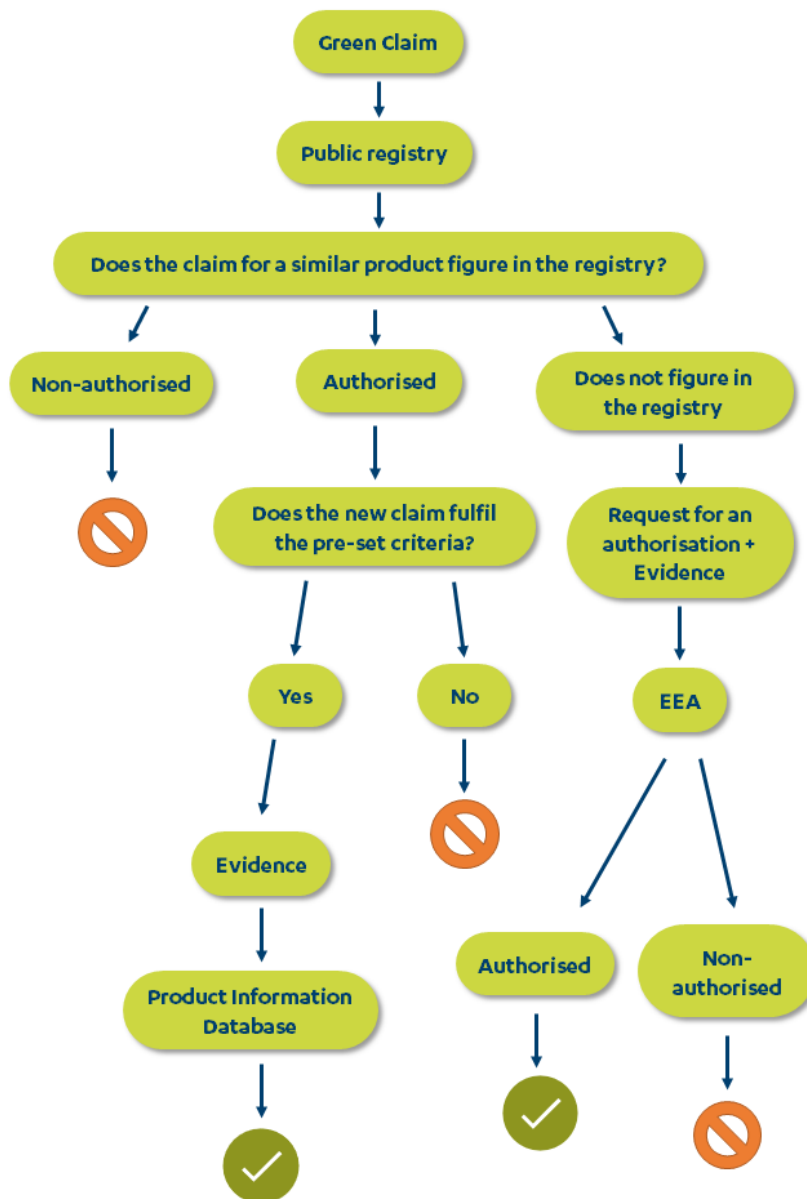 Green Claim
Public registry
Does the claim for a similar product figure in the registry?
Non-authorised
Authorised
Does not figure in
the registry
Does the new claim fulfil
the pre-set criteria?
Request for an
authorisation +
Evidence
Yes
No
EEA
Evidence
Authorised
Non-
authorised
Product Information
Database